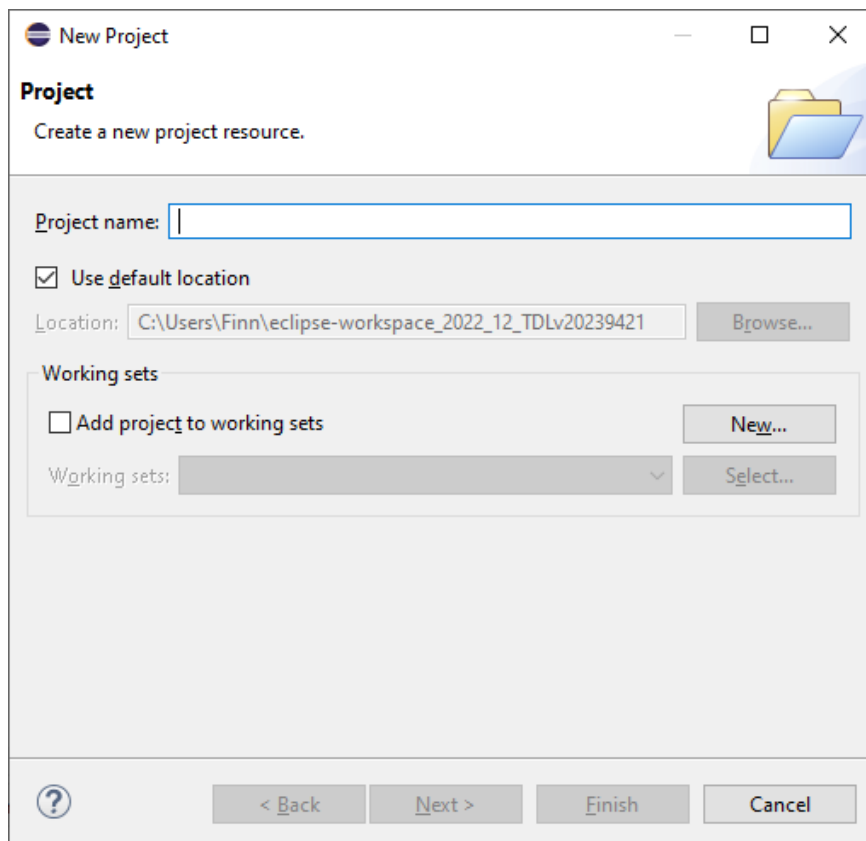 New Project
Project
Create a new project resource.
Project name:
Use default location
Location: C:\Users\Finn\eclipse-workspace_2022_12_TDLv20239421 Browse...
Working sets
Add project to working sets New...
Working sets: Select...
? < Back Next > Finish Cancel